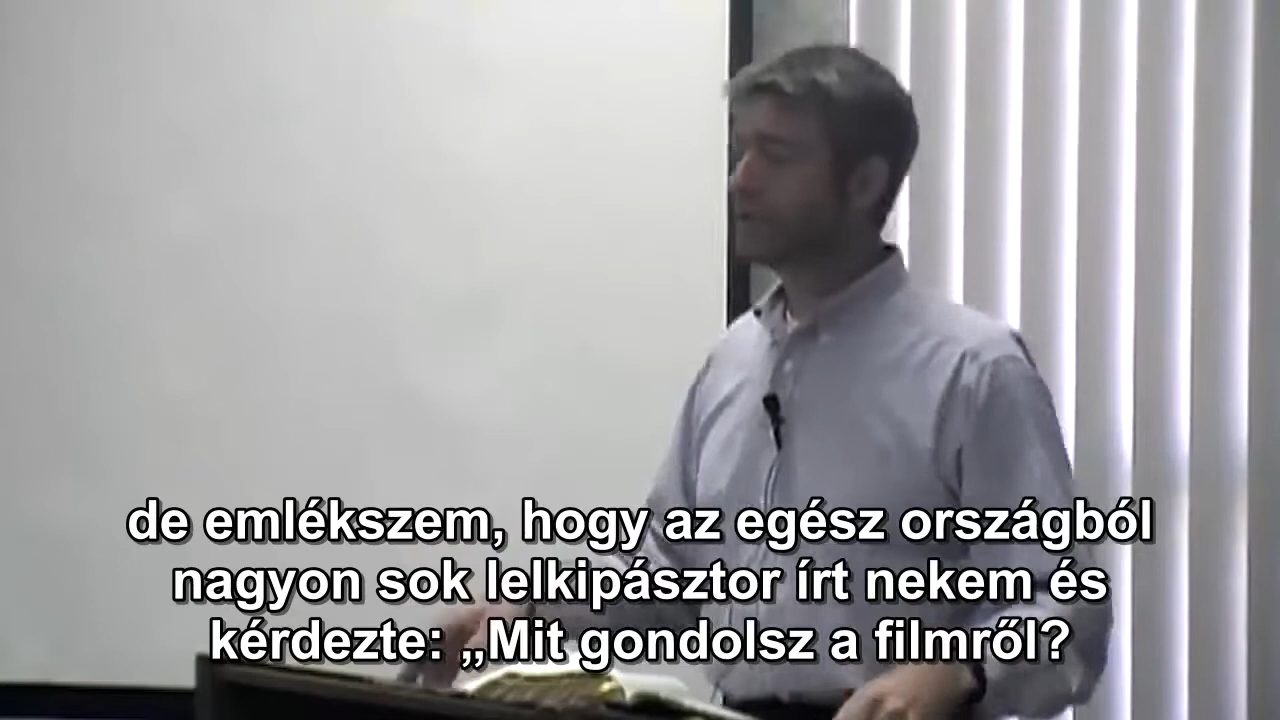 de emlékszem, hogy az egész országból
nagyon sok lelkipásztor írt nekem és
kérdezte: „Mit gondolsz a filmről?